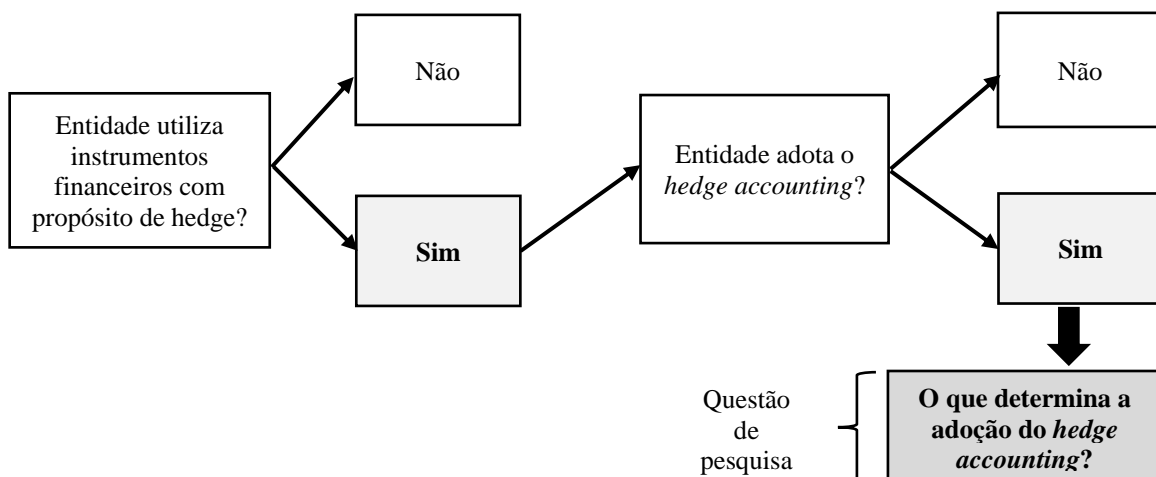 Entidade utiliza
instrumentos
financeiros com
propósito de hedge?
Não
Sim
Entidade adota o
hedge accounting?
Não
Sim
Questão
de
pesquisa
O que determina a
adoção do hedge
accounting?